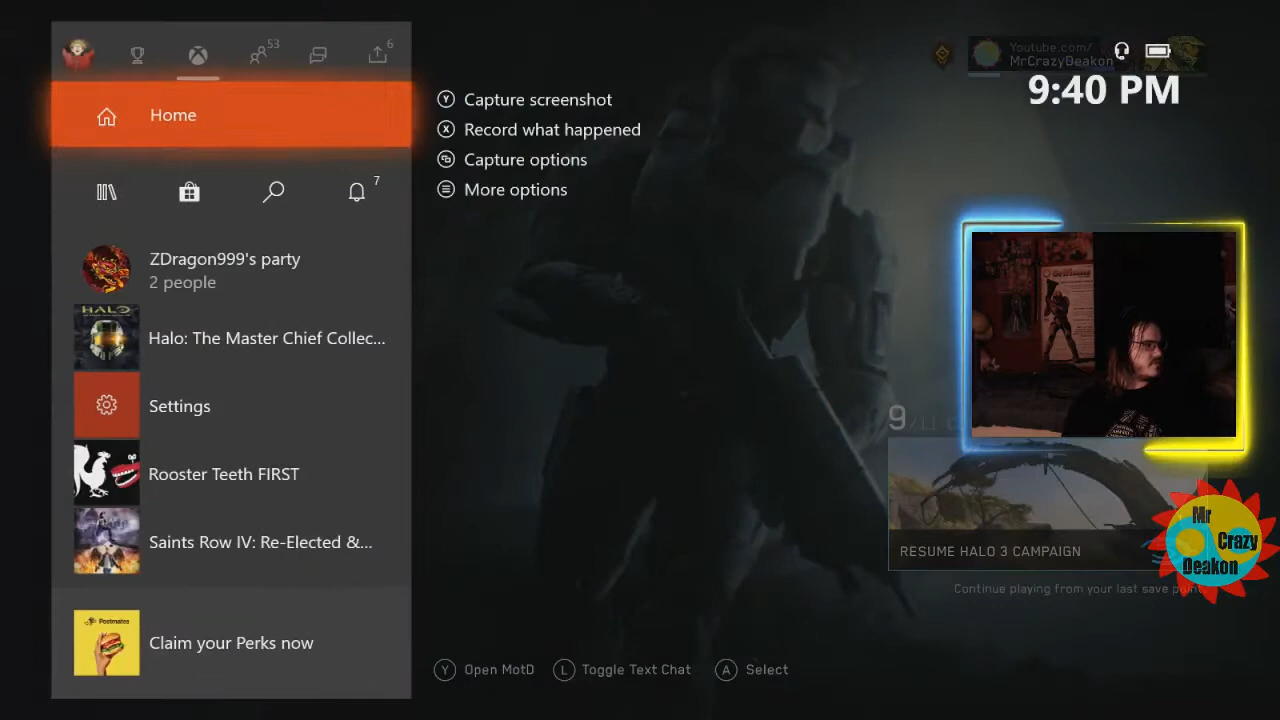 53
6
Home
7
ZDragon999's party
2 people
Halo: The Master Chief Collec...
Settings
Rooster Teeth FIRST
Saints Row IV: Re-Elected &...
Postmates
Claim your Perks now
Y Capture screenshot
X Record what happened
Capture options
More options
Youtube.com/
MrCrazyDeakon
9:40 PM
HALO
9
RESUME HALO 3 CAMPAIGN
Continue playing from your last save
Mr
Crazy
Deakon
Y Open MotD L Toggle Text Chat A Select